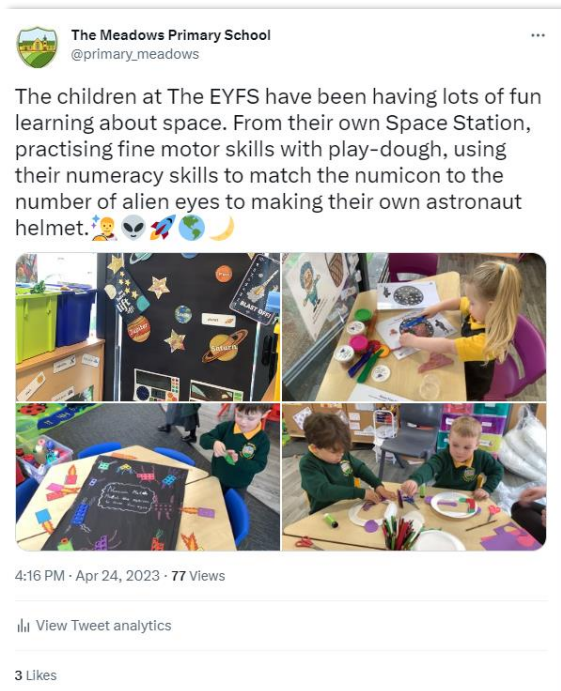 The Meadows Primary School
@primary_meadows
The children at The EYFS have been having lots of fun
learning about space. From their own Space Station,
practising fine motor skills with play-dough, using
their numeracy skills to match the numicon to the
number of alien eyes to making their own astronaut
helmet.
lift
BLAST OFF!
Jupiter
Saturn
4:16 PM · Apr 24, 2023 · 77 Views
View Tweet analytics
3 Likes